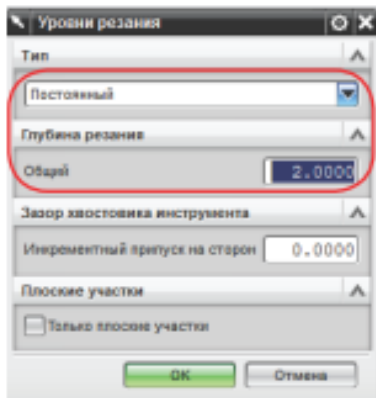 Уровни резания
Тип
Постоянный
Глубина резания
Общий 2.0000
Зазор хвостовика инструмента
Инкрементный припуск на сторон 0.0000
Плоские участки
Только плоские участки
OK Отмена